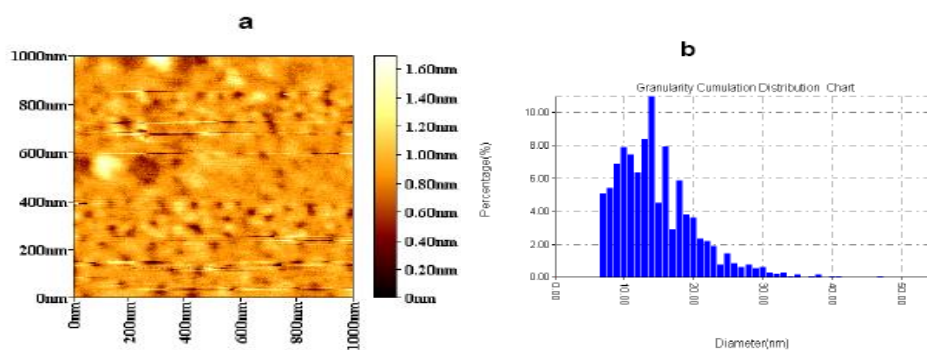 a
1000nm
800nm
600nm
400nm
200nm
0nm
0nm
200nm
400nm
600nm
800nm
1000nm
1.60nm
1.40nm
1.20nm
1.00nm
0.80nm
0.60nm
0.40nm
0.20nm
0nm
b
Granularity Cumulation Distribution Chart
Percentage(%)
10.00
8.00
6.00
4.00
2.00
0.00
0.00
10.00
20.00
30.00
40.00
50.00
Diameter(nm)